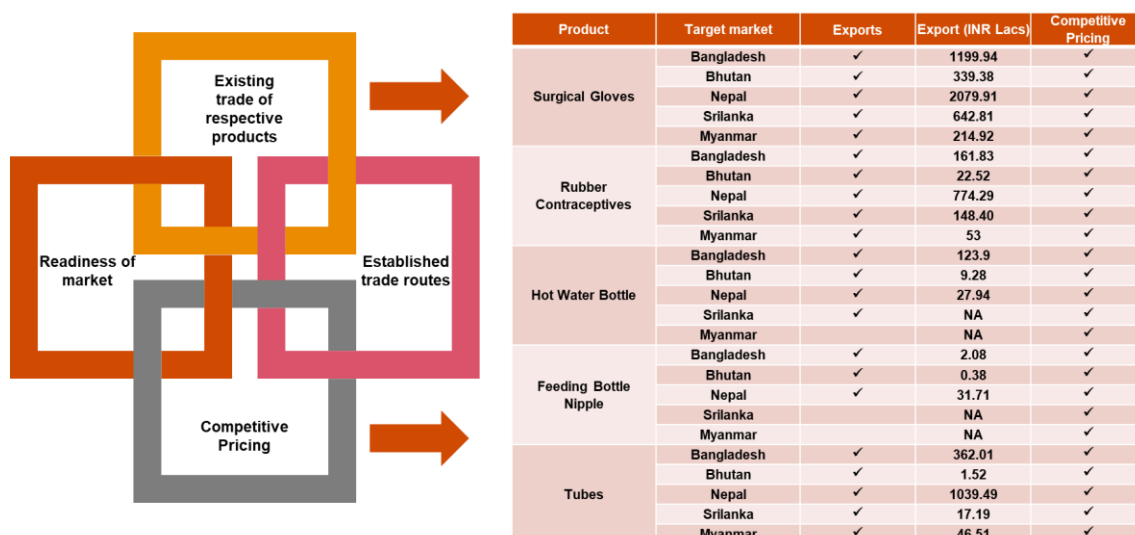 Existing
trade of
respective
products
Readiness of
market
Established
trade routes
Competitive
Pricing
Product Target market Exports Export (INR Lacs) Competitive
Pricing
Surgical Gloves
Bangladesh ✓ 1199.94 ✓
Bhutan ✓ 339.38 ✓
Nepal ✓ 2079.91 ✓
Srilanka ✓ 642.81 ✓
Myanmar ✓ 214.92 ✓
Rubber
Contraceptives
Bangladesh ✓ 161.83 ✓
Bhutan ✓ 22.52 ✓
Nepal ✓ 774.29 ✓
Srilanka ✓ 148.40 ✓
Myanmar ✓ 53 ✓
Hot Water Bottle
Bangladesh ✓ 123.9 ✓
Bhutan ✓ 9.28 ✓
Nepal ✓ 27.94 ✓
Srilanka ✓ NA ✓
Myanmar NA ✓
Feeding Bottle
Nipple
Bangladesh ✓ 2.08 ✓
Bhutan ✓ 0.38 ✓
Nepal ✓ 31.71 ✓
Srilanka NA ✓
Myanmar NA ✓
Tubes
Bangladesh ✓ 362.01 ✓
Bhutan ✓ 1.52 ✓
Nepal ✓ 1039.49 ✓
Srilanka ✓ 17.19 ✓
Myanmar ✓ 46.51 ✓